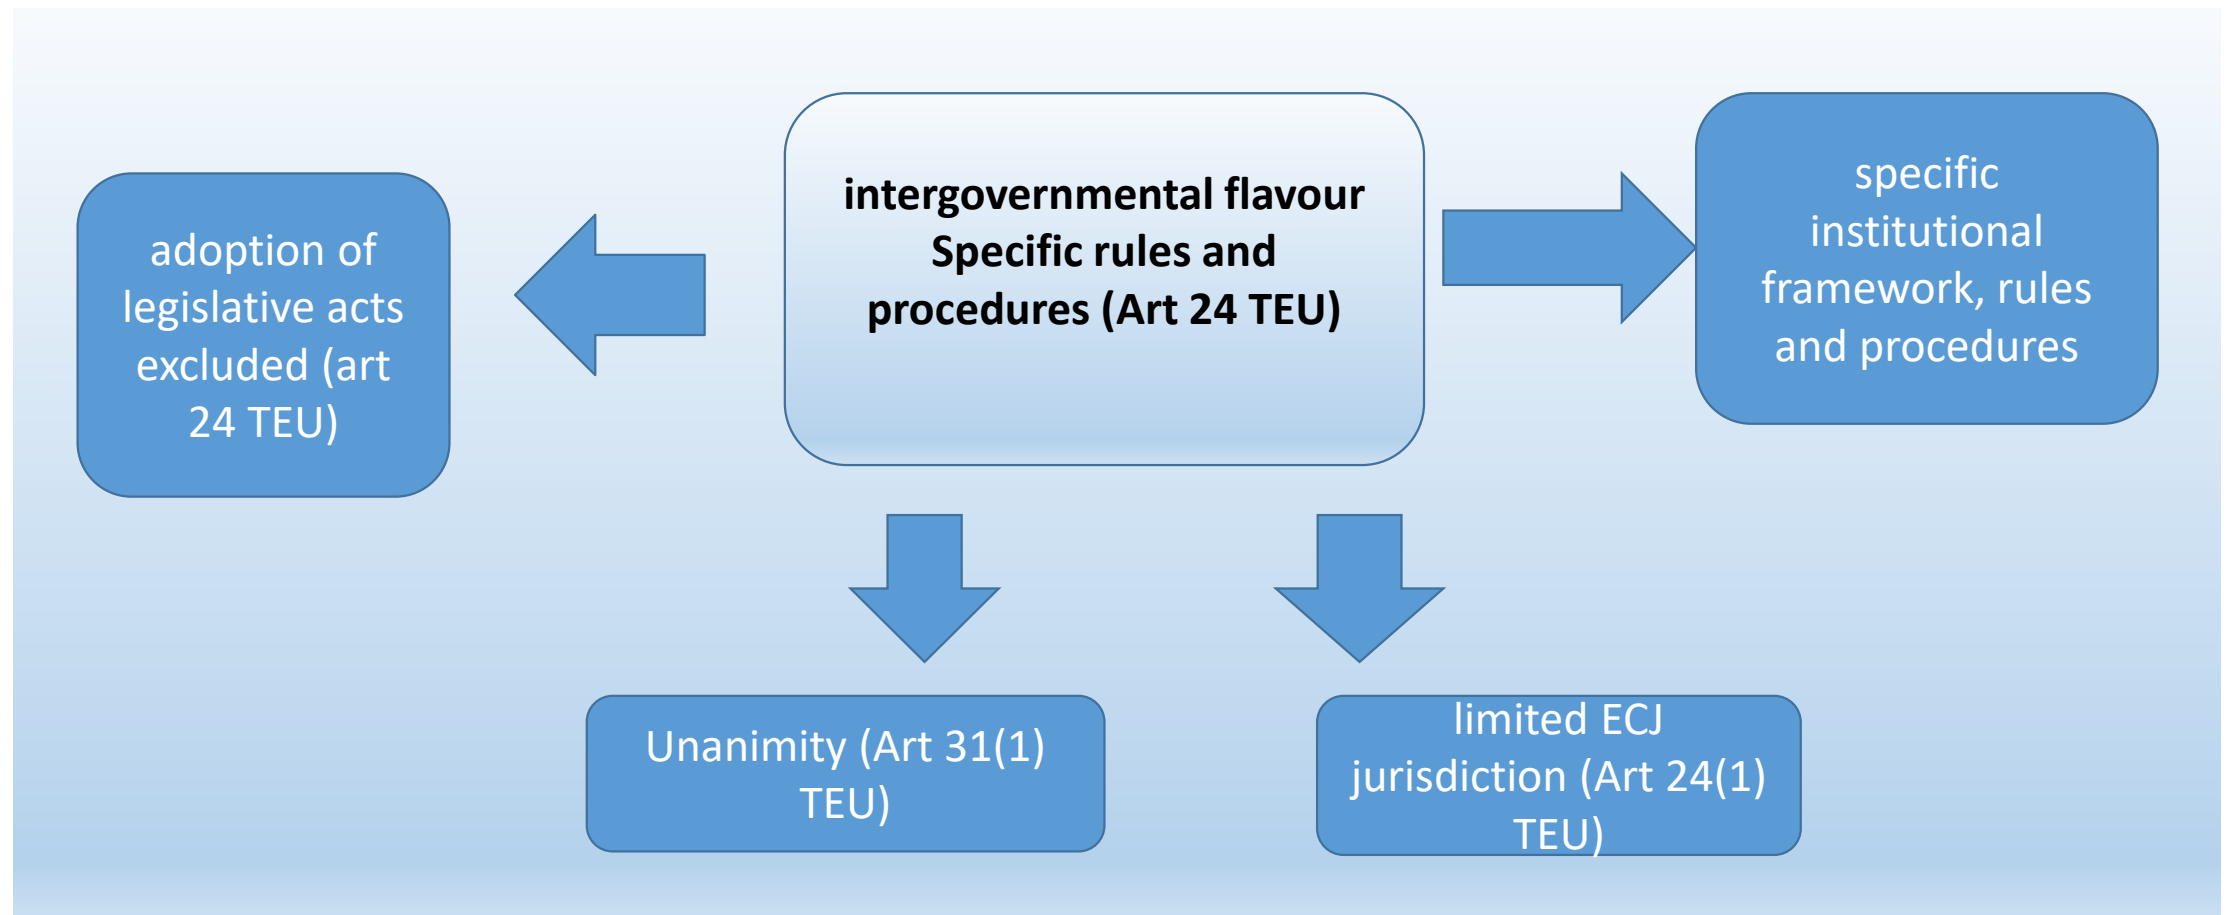 intergovernmental flavour
Specific rules and
procedures (Art 24 TEU)
adoption of
legislative acts
excluded (art
24 TEU)
specific
institutional
framework, rules
and procedures
Unanimity (Art 31(1)
TEU)
limited ECJ
jurisdiction (Art 24(1)
TEU)